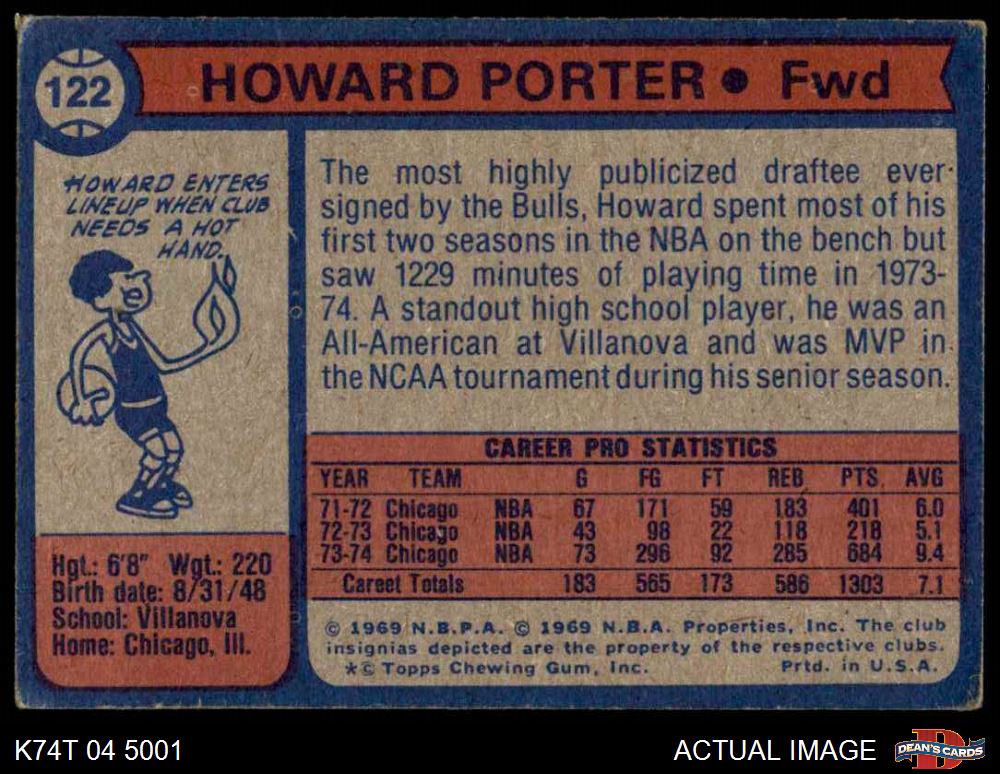 122
HOWARD PORTER ● Fwd
HOWARD ENTERS
LINEUP WHEN CLUB
NEEDS A HOT
HAND.
The most highly publicized draftee ever
signed by the Bulls, Howard spent most of his
first two seasons in the NBA on the bench but
saw 1229 minutes of playing time in 1973-
74. A standout high school player, he was an
All-American at Villanova and was MVP in
the NCAA tournament during his senior season.
CAREER PRO STATISTICS
YEAR TEAM G FG FT REB PTS AVG
71-72 Chicago NBA 67 171 59 183 401 6.0
72-73 Chicago NBA 43 98 22 118 218 5.1
73-74 Chicago NBA 73 296 92 285 684 9.4
Career Totals 183 565 173 586 1303 7.1
Hgt.: 6'8" Wgt.: 220
Birth date: 8/31/48
School: Villanova
Home: Chicago, Ill.
© 1969 N.B.P.A. © 1969 N.B.A. Properties, Inc. The club
insignias depicted are the property of the respective clubs.
*© Topps Chewing Gum, Inc. Prtd. in U.S.A.
K74T 04 5001
ACTUAL IMAGE
D
DEAN'S CARDS